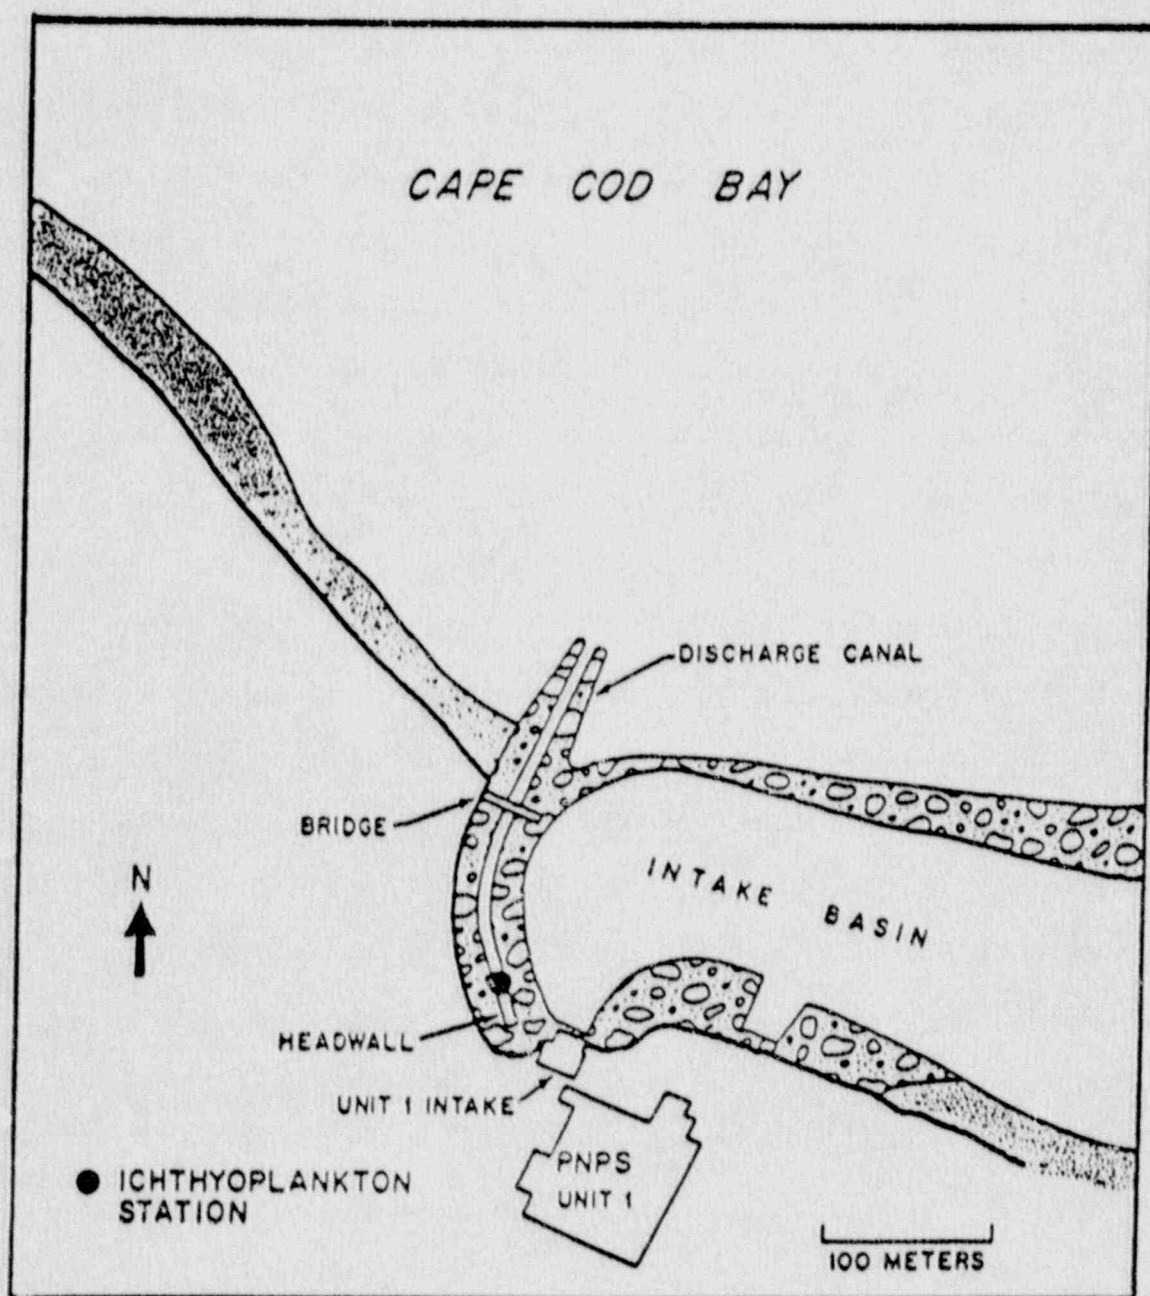 CAPE COD BAY
DISCHARGE CANAL
BRIDGE
INTAKE BASIN
N
HEADWALL
UNIT 1 INTAKE
PNPS
UNIT 1
ICHTHYOPLANKTON
STATION
100 METERS